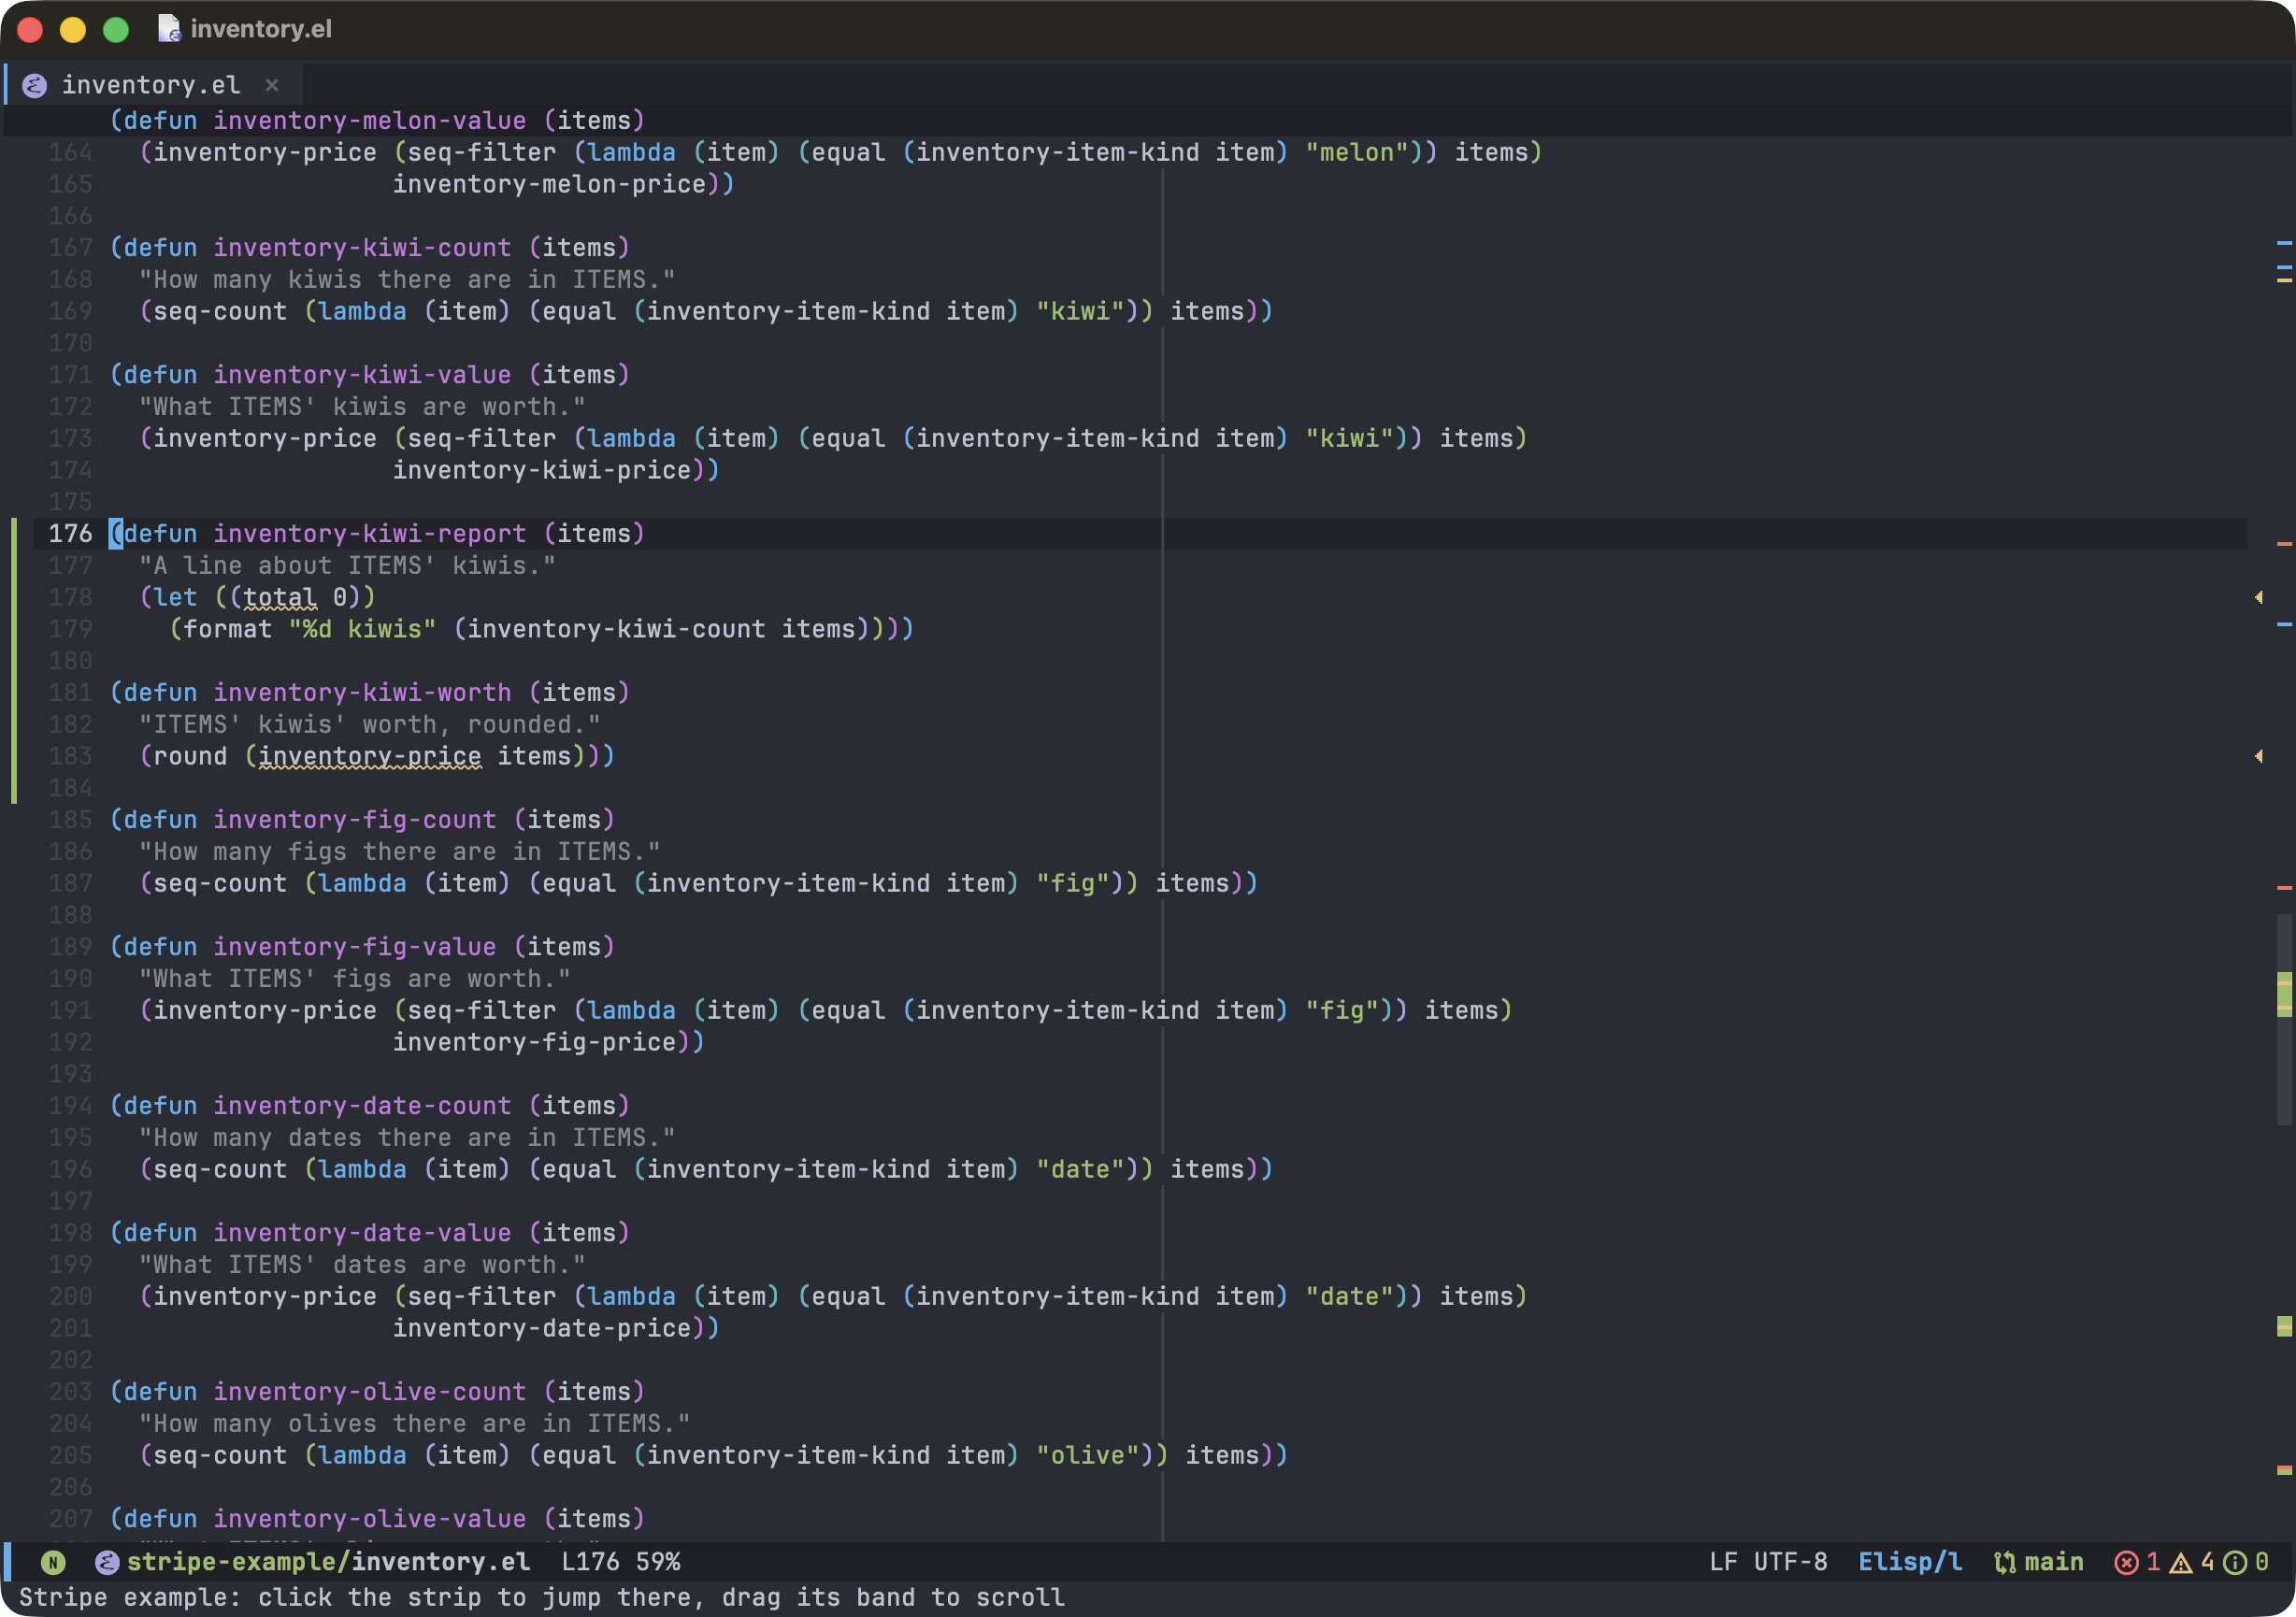 inventory.el
inventory.el ×
(defun inventory-melon-value (items)
164 (inventory-price (seq-filter (lambda (item) (equal (inventory-item-kind item) "melon")) items)
165 inventory-melon-price))
166
167 (defun inventory-kiwi-count (items)
168 "How many kiwis there are in ITEMS."
169 (seq-count (lambda (item) (equal (inventory-item-kind item) "kiwi")) items))
170
171 (defun inventory-kiwi-value (items)
172 "What ITEMS' kiwis are worth."
173 (inventory-price (seq-filter (lambda (item) (equal (inventory-item-kind item) "kiwi")) items)
174 inventory-kiwi-price))
175
176 (defun inventory-kiwi-report (items)
177 "A line about ITEMS' kiwis."
178 (let ((total 0))
179 (format "%d kiwis" (inventory-kiwi-count items))))
180
181 (defun inventory-kiwi-worth (items)
182 "ITEMS' kiwis' worth, rounded."
183 (round (inventory-price items)))
184
185 (defun inventory-fig-count (items)
186 "How many figs there are in ITEMS."
187 (seq-count (lambda (item) (equal (inventory-item-kind item) "fig")) items))
188
189 (defun inventory-fig-value (items)
190 "What ITEMS' figs are worth."
191 (inventory-price (seq-filter (lambda (item) (equal (inventory-item-kind item) "fig")) items)
192 inventory-fig-price))
193
194 (defun inventory-date-count (items)
195 "How many dates there are in ITEMS."
196 (seq-count (lambda (item) (equal (inventory-item-kind item) "date")) items))
197
198 (defun inventory-date-value (items)
199 "What ITEMS' dates are worth."
200 (inventory-price (seq-filter (lambda (item) (equal (inventory-item-kind item) "date")) items)
201 inventory-date-price))
202
203 (defun inventory-olive-count (items)
204 "How many olives there are in ITEMS."
205 (seq-count (lambda (item) (equal (inventory-item-kind item) "olive")) items))
206
207 (defun inventory-olive-value (items)
N stripe-example/inventory.el L176 59% LF UTF-8 Elisp/l main 1 4 0
Stripe example: click the strip to jump there, drag its band to scroll